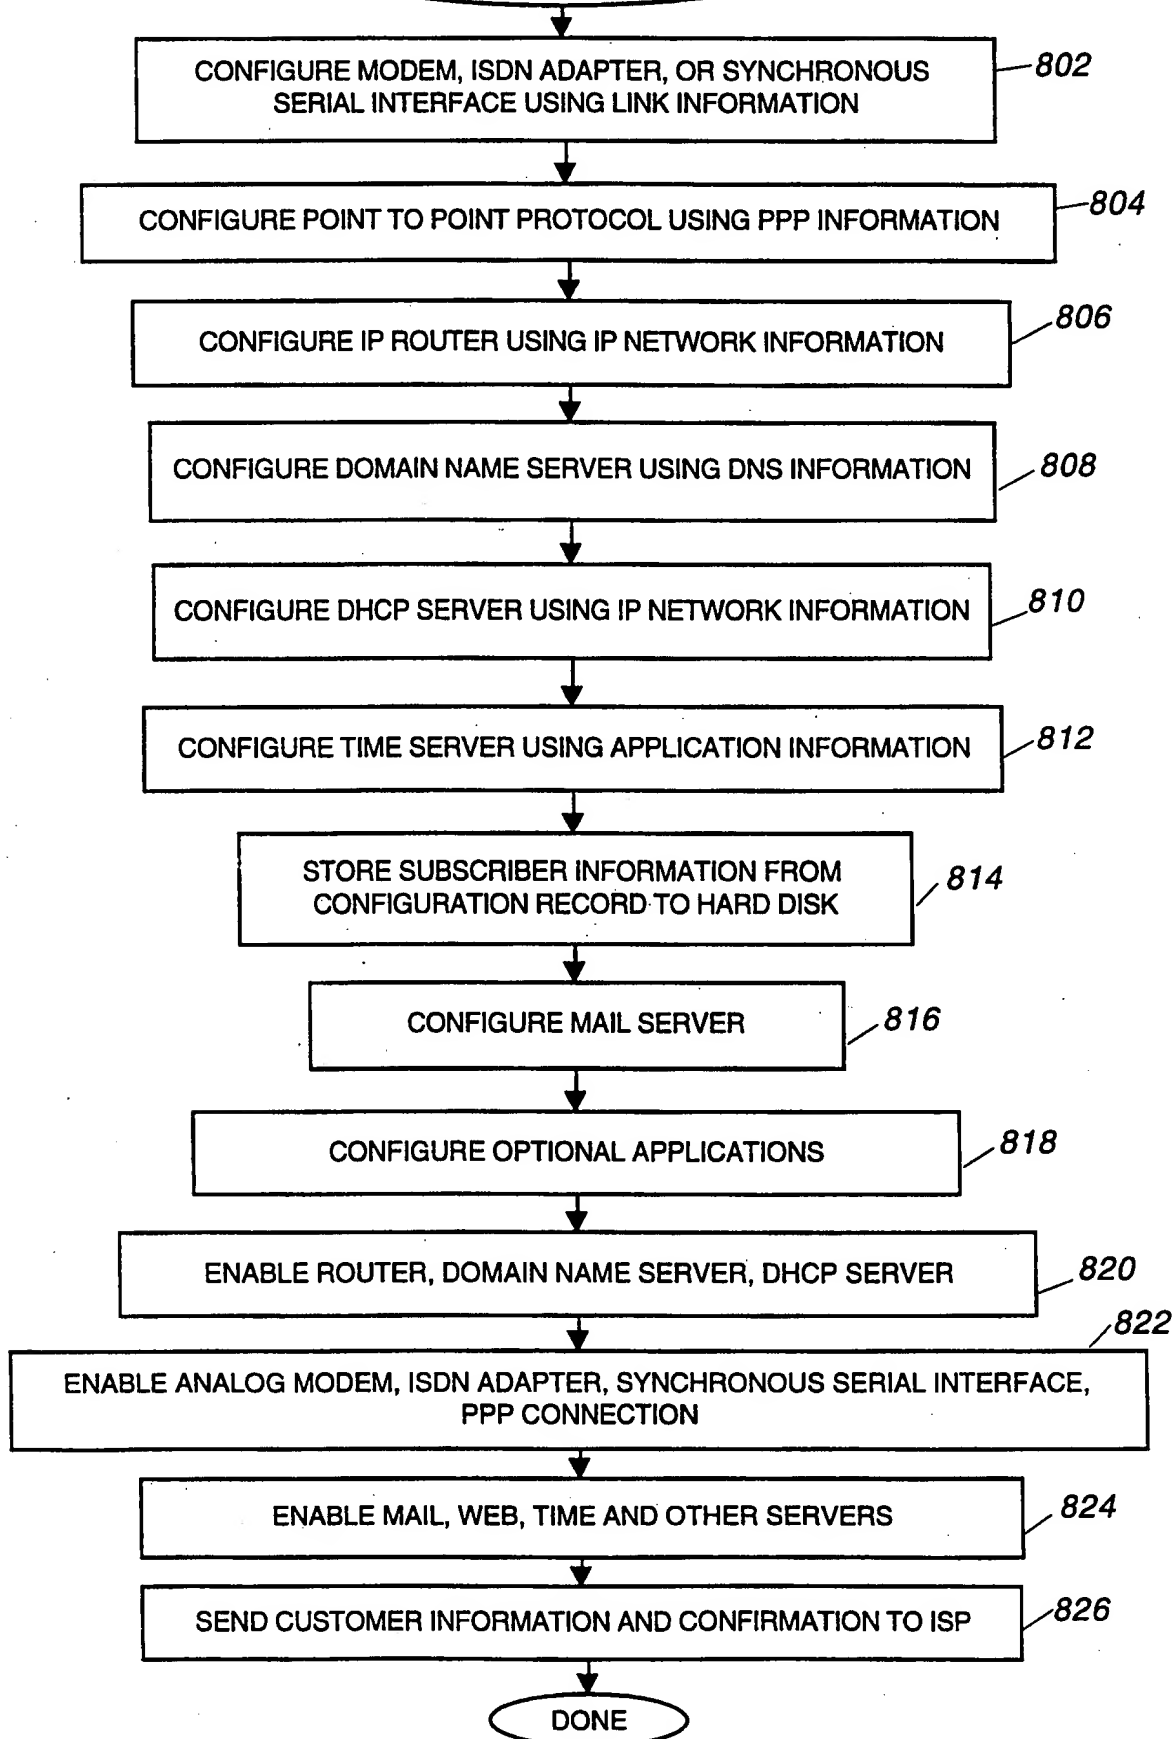 CONFIGURE MODEM, ISDN ADAPTER, OR SYNCHRONOUS
SERIAL INTERFACE USING LINK INFORMATION
802
CONFIGURE POINT TO POINT PROTOCOL USING PPP INFORMATION
804
CONFIGURE IP ROUTER USING IP NETWORK INFORMATION
806
CONFIGURE DOMAIN NAME SERVER USING DNS INFORMATION
808
CONFIGURE DHCP SERVER USING IP NETWORK INFORMATION
810
CONFIGURE TIME SERVER USING APPLICATION INFORMATION
812
STORE SUBSCRIBER INFORMATION FROM
CONFIGURATION RECORD TO HARD DISK
814
CONFIGURE MAIL SERVER
816
CONFIGURE OPTIONAL APPLICATIONS
818
ENABLE ROUTER, DOMAIN NAME SERVER, DHCP SERVER
820
822
ENABLE ANALOG MODEM, ISDN ADAPTER, SYNCHRONOUS SERIAL INTERFACE,
PPP CONNECTION
ENABLE MAIL, WEB, TIME AND OTHER SERVERS
824
SEND CUSTOMER INFORMATION AND CONFIRMATION TO ISP
826
DONE